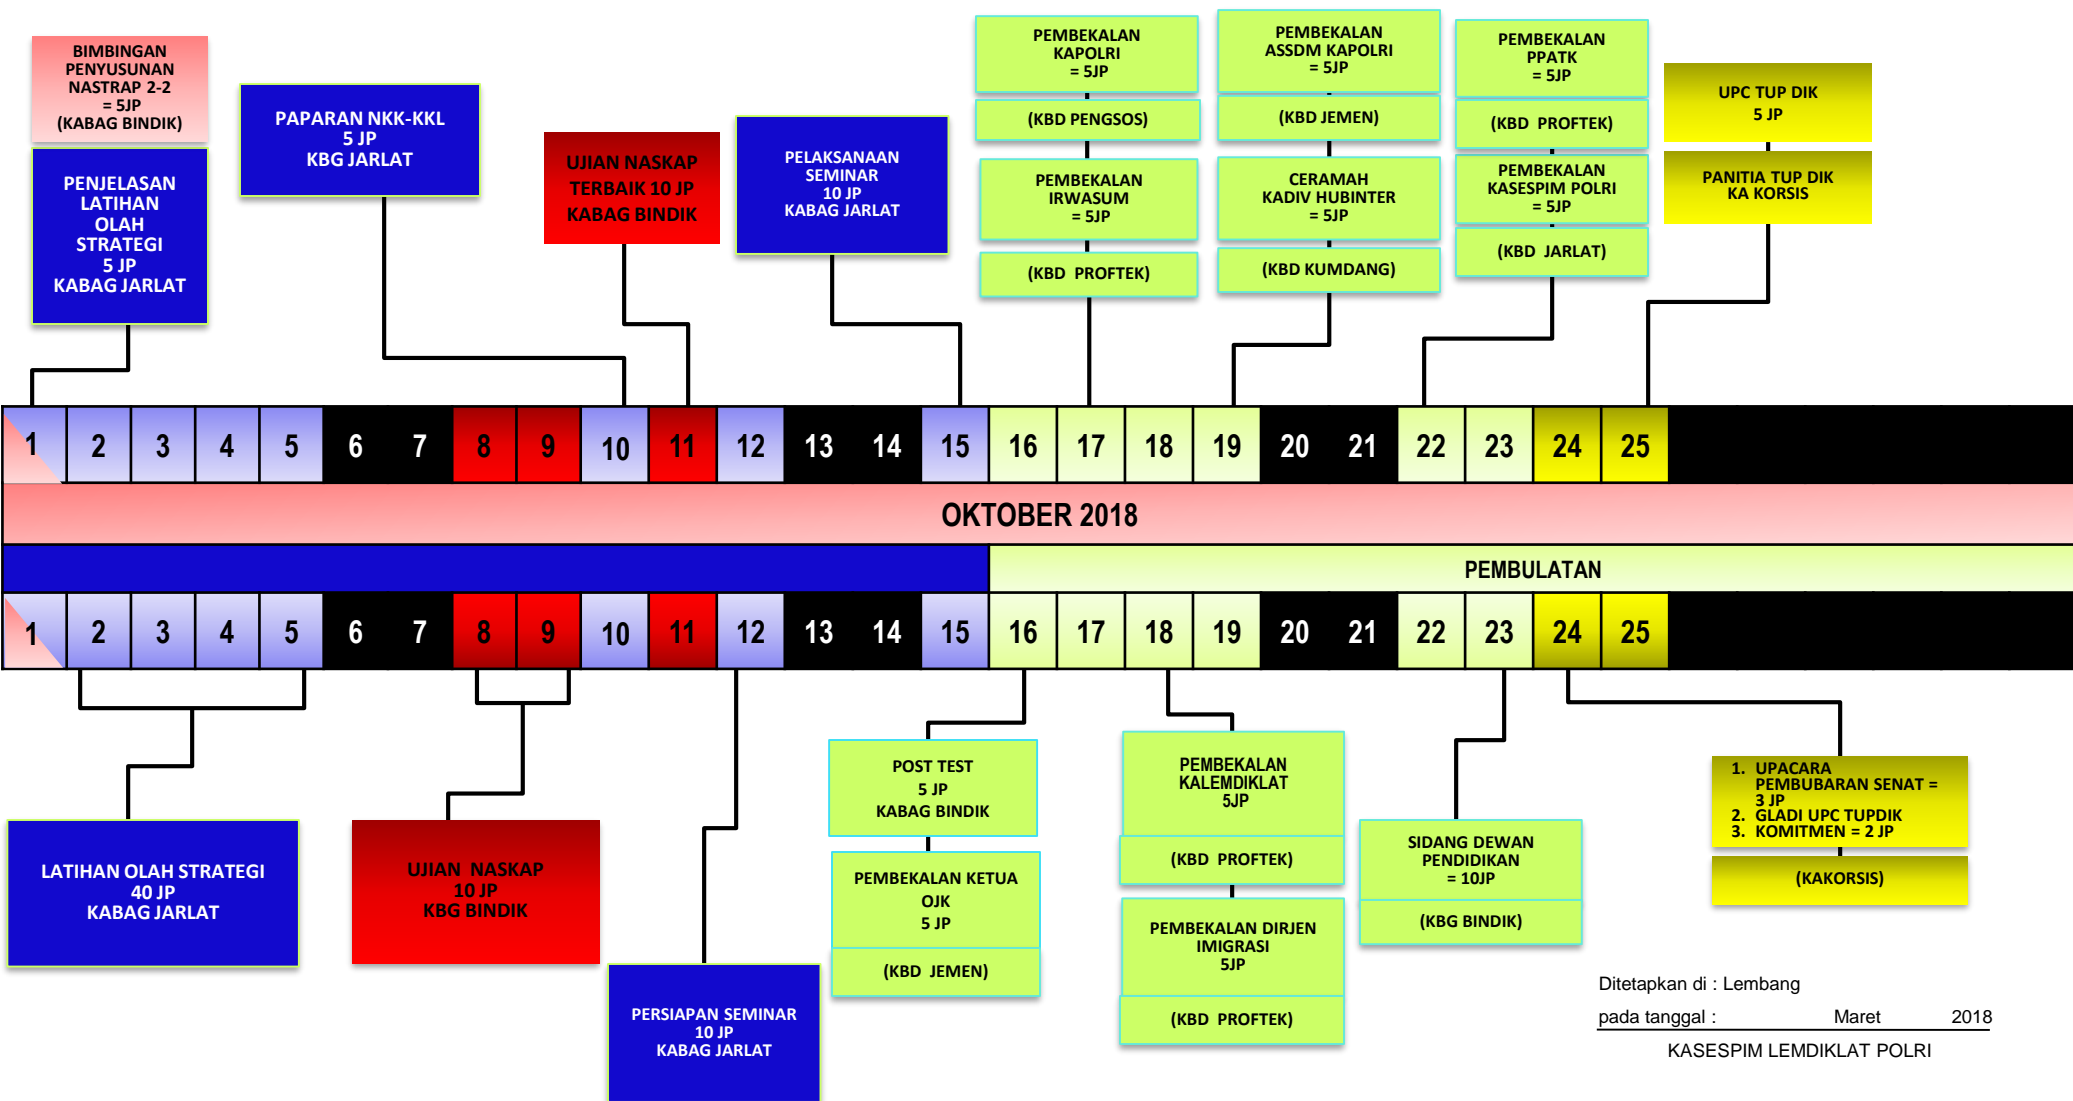 BIMBINGAN
PENYUSUNAN
NASTRAP 2-2
= 5JP
(KABAG BINDIK)
PENJELASAN
LATIHAN
OLAH
STRATEGI
5 JP
KABAG JARLAT
PAPARAN NKK-KKL
5 JP
KBG JARLAT
UJIAN NASKAP
TERBAIK 10 JP
KABAG BINDIK
PELAKSANAAN
SEMINAR
10 JP
KABAG JARLAT
PEMBEKALAN
KAPOLRI
= 5JP
(KBD PENGSOS)
PEMBEKALAN
IRWASUM
= 5JP
(KBD PROFTEK)
PEMBEKALAN
ASSDM KAPOLRI
= 5JP
(KBD JEMEN)
CERAMAH
KADIV HUBINTER
= 5JP
(KBD KUMDANG)
PEMBEKALAN
PPATK
= 5JP
(KBD PROFTEK)
PEMBEKALAN
KASESPIM POLRI
= 5JP
(KBD JARLAT)
UPC TUP DIK
5 JP
PANITIA TUP DIK
KA KORSIS
1 2 3 4 5 6 7 8 9 10 11 12 13 14 15 16 17 18 19 20 21 22 23 24 25
OKTOBER 2018
PEMBULATAN
1 2 3 4 5 6 7 8 9 10 11 12 13 14 15 16 17 18 19 20 21 22 23 24 25
LATIHAN OLAH STRATEGI
40 JP
KABAG JARLAT
UJIAN NASKAP
10 JP
KBG BINDIK
PERSIAPAN SEMINAR
10 JP
KABAG JARLAT
POST TEST
5 JP
KABAG BINDIK
PEMBEKALAN KETUA
OJK
5 JP
(KBD JEMEN)
PEMBEKALAN
KALEMDIKLAT
5JP
(KBD PROFTEK)
PEMBEKALAN DIRJEN
IMIGRASI
5JP
(KBD PROFTEK)
SIDANG DEWAN
PENDIDIKAN
= 10JP
(KBG BINDIK)
1. UPACARA
PEMBUBARAN SENAT =
3 JP
2. GLADI UPC TUPDIK
3. KOMITMEN = 2 JP
(KAKORSIS)
Ditetapkan di : Lembang
pada tanggal : Maret 2018
KASESPIM LEMDIKLAT POLRI